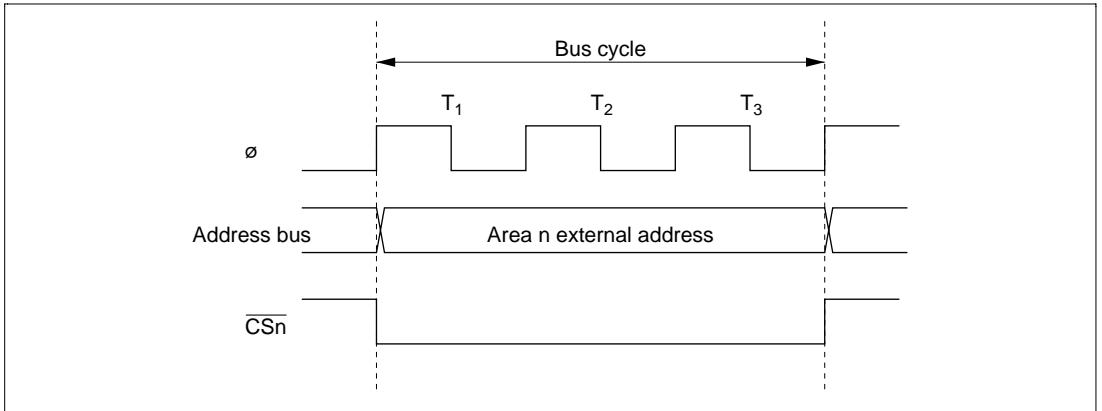 Bus cycle
T1 T2 T3
ø
Address bus Area n external address
CSn